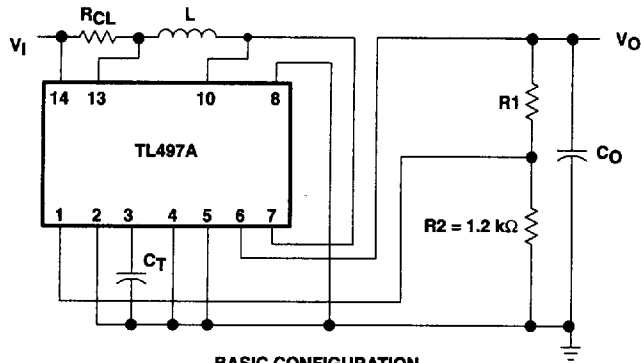 RCL
L
VI
VO
14 13 10 8
R1
TL497A
CO
1 2 3 4 5 6 7
R2 = 1.2 kΩ
CT
BASIC CONFIGURATION